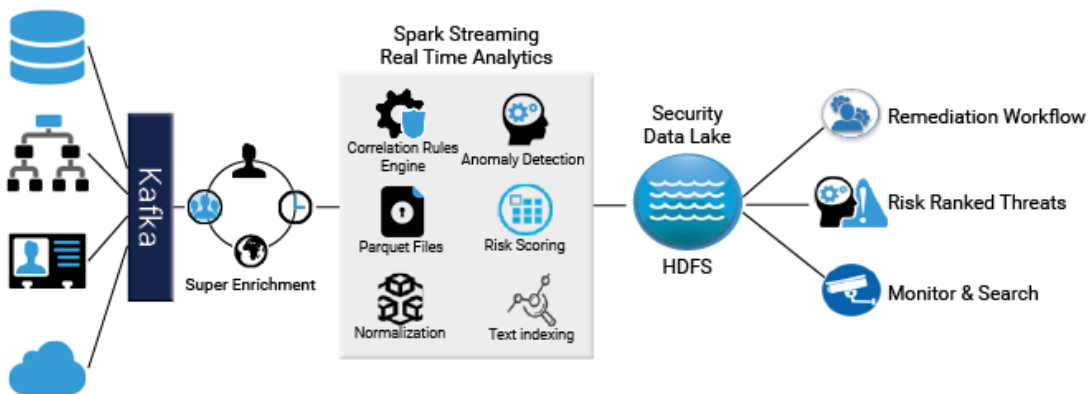 Kafka
Super Enrichment
Spark Streaming
Real Time Analytics
Correlation Rules
Engine
Anomaly Detection
Parquet Files
Risk Scoring
Normalization
Text indexing
Security
Data Lake
HDFS
Remediation Workflow
Risk Ranked Threats
Monitor & Search